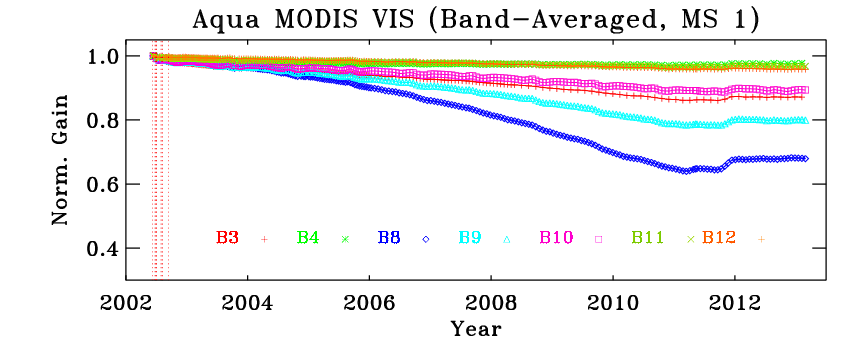 Aqua MODIS VIS (Band-Averaged, MS 1)
1.0
0.8
0.6
0.4
Norm. Gain
B3 B4 B8 B9 B10 B11 B12
2002 2004 2006 2008 2010 2012
Year